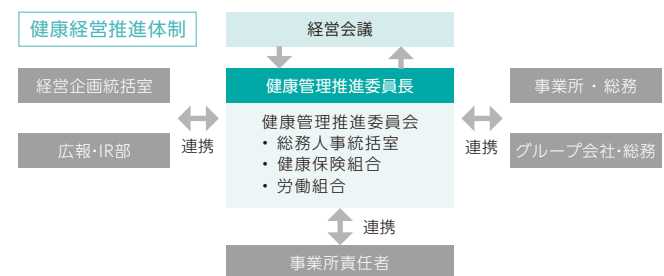 健康経営推進体制
経営会議
健康管理推進委員長
経営企画統括室
広報・IR部
連携
健康管理推進委員会
・ 総務人事統括室
・ 健康保険組合
・ 労働組合
連携
事業所 ・ 総務
グループ会社・総務
連携
事業所責任者